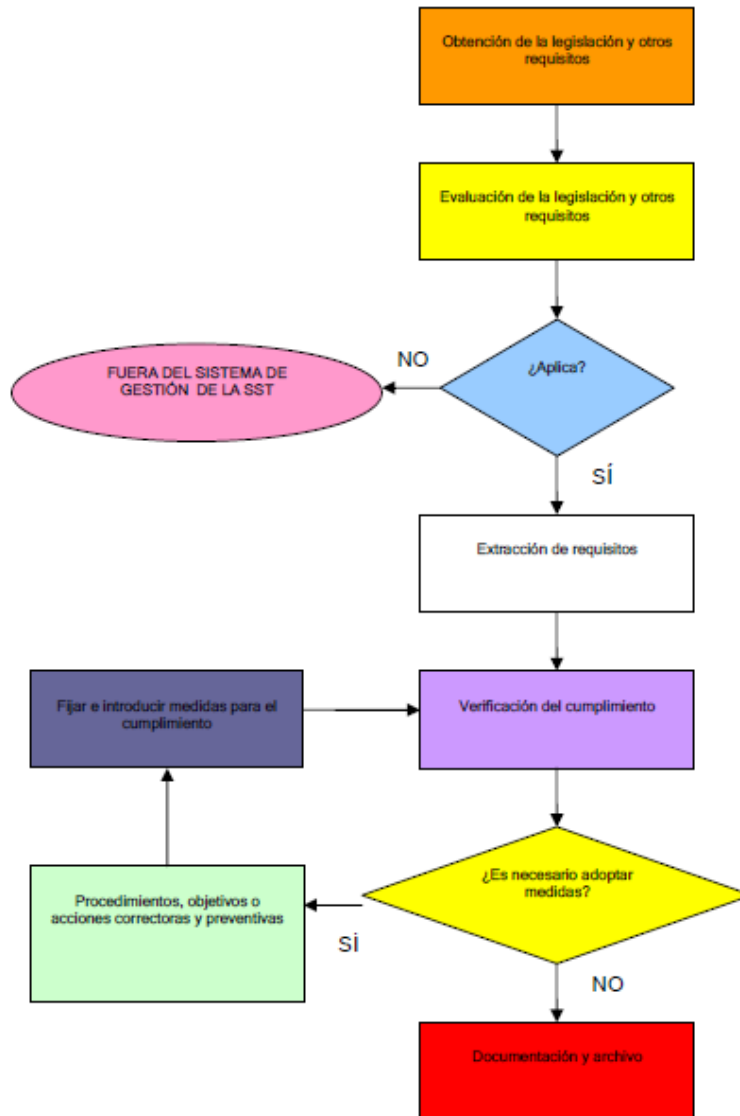 Obtención de la legislación y otros
requisitos
Evaluación de la legislación y otros
requisitos
¿Aplica?
NO
FUERA DEL SISTEMA DE
GESTIÓN DE LA SST
SÍ
Extracción de requisitos
Fijar e introducir medidas para el
cumplimiento
Verificación del cumplimiento
¿Es necesario adoptar
medidas?
Procedimientos, objetivos o
acciones correctoras y preventivas
SÍ
NO
Documentación y archivo